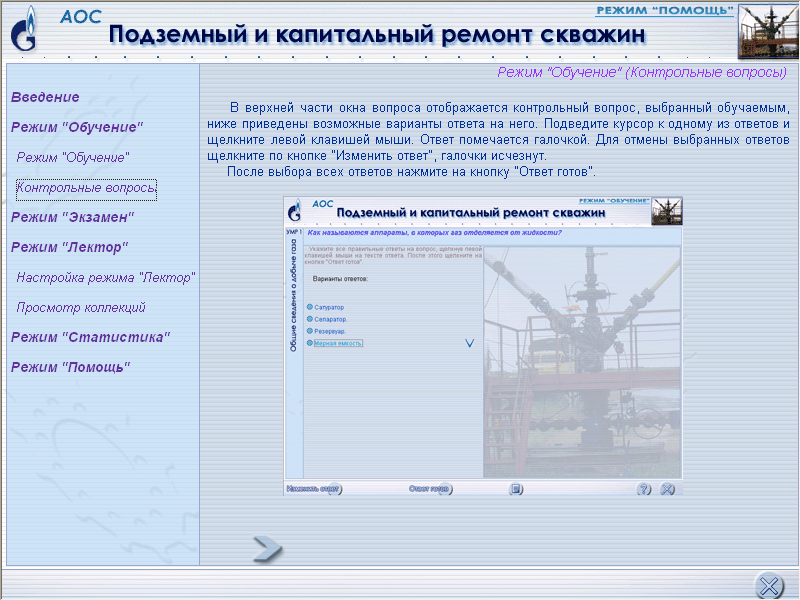 АОС
РЕЖИМ "ПОМОЩЬ"
Подземный и капитальный ремонт скважин
Режим "Обучение" (Контрольные вопросы)
Введение
Режим "Обучение"
Режим "Обучение"
Контрольные вопросы
Режим "Экзамен"
Режим "Лектор"
Настройка режима "Лектор"
Просмотр коллекций
Режим "Статистика"
Режим "Помощь"
В верхней части окна вопроса отображается контрольный вопрос, выбранный обучаемым,
ниже приведены возможные варианты ответа на него. Подведите курсор к одному из ответов и
щелкните левой клавишей мыши. Ответ помечается галочкой. Для отмены выбранных ответов
щелкните по кнопке "Изменить ответ", галочки исчезнут.
После выбора всех ответов нажмите на кнопку "Ответ готов".
АОС
РЕЖИМ "ОБУЧЕНИЕ"
Подземный и капитальный ремонт скважин
УМР 1
Как называются аппараты, в которых газ отделяется от жидкости?
Общие сведения о добыче газа
Укажите все правильные ответы на вопрос, щелкнув левой
клавишей мыши на тексте ответа. После этого щелкните на
кнопке "Ответ готов".
Варианты ответов:
Сатуратор
Сепаратор.
Резервуар.
Мерная емкость.
Изменить ответ
Ответ готов
?